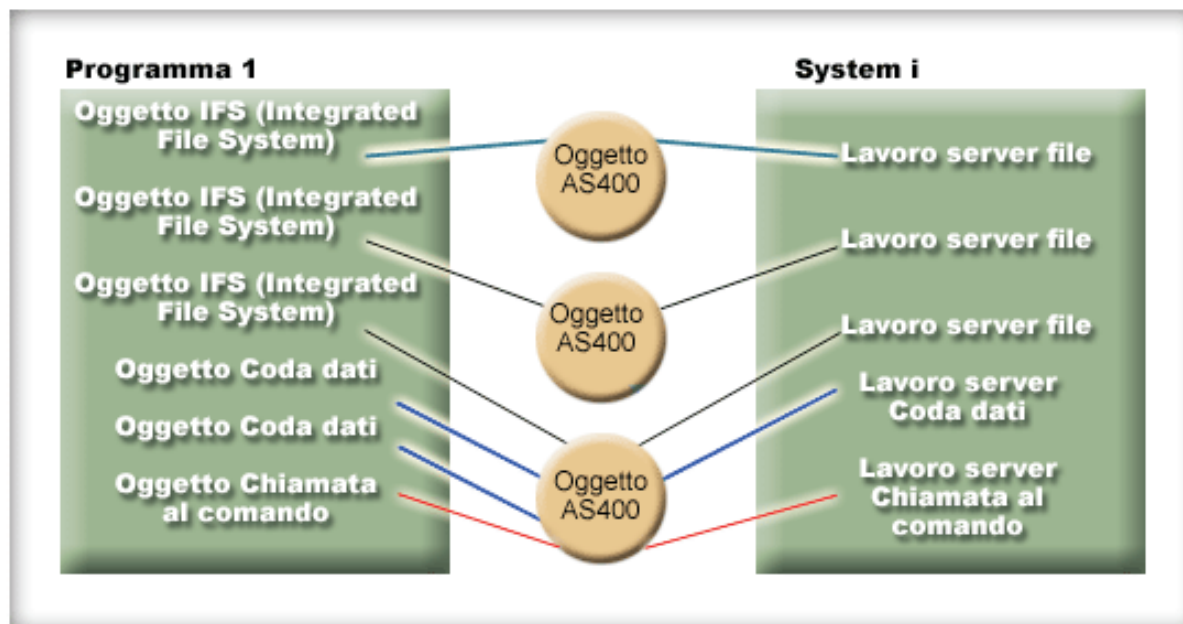 Programma 1
Oggetto IFS (Integrated
File System)
Oggetto IFS (Integrated
File System)
Oggetto IFS (Integrated
File System)
Oggetto Coda dati
Oggetto Coda dati
Oggetto Chiamata
al comando
Oggetto
AS400
Oggetto
AS400
Oggetto
AS400
System i
Lavoro server file
Lavoro server file
Lavoro server file
Lavoro server
Coda dati
Lavoro server
Chiamata al
comando